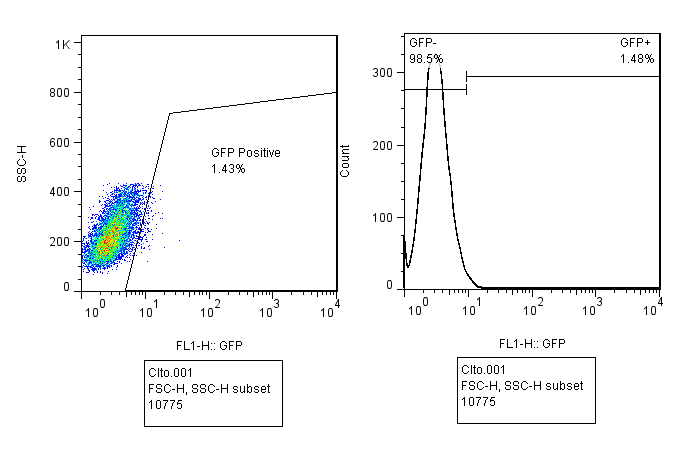 1K
800
600
400
200
0
SSC-H
GFP Positive
1.43%
10^0
10^1
10^2
10^3
10^4
FL1-H:: GFP
Clto.001
FSC-H, SSC-H subset
10775
GFP-
98.5%
GFP+
1.48%
300
200
100
0
Count
10^0
10^1
10^2
10^3
10^4
FL1-H:: GFP
Clto.001
FSC-H, SSC-H subset
10775